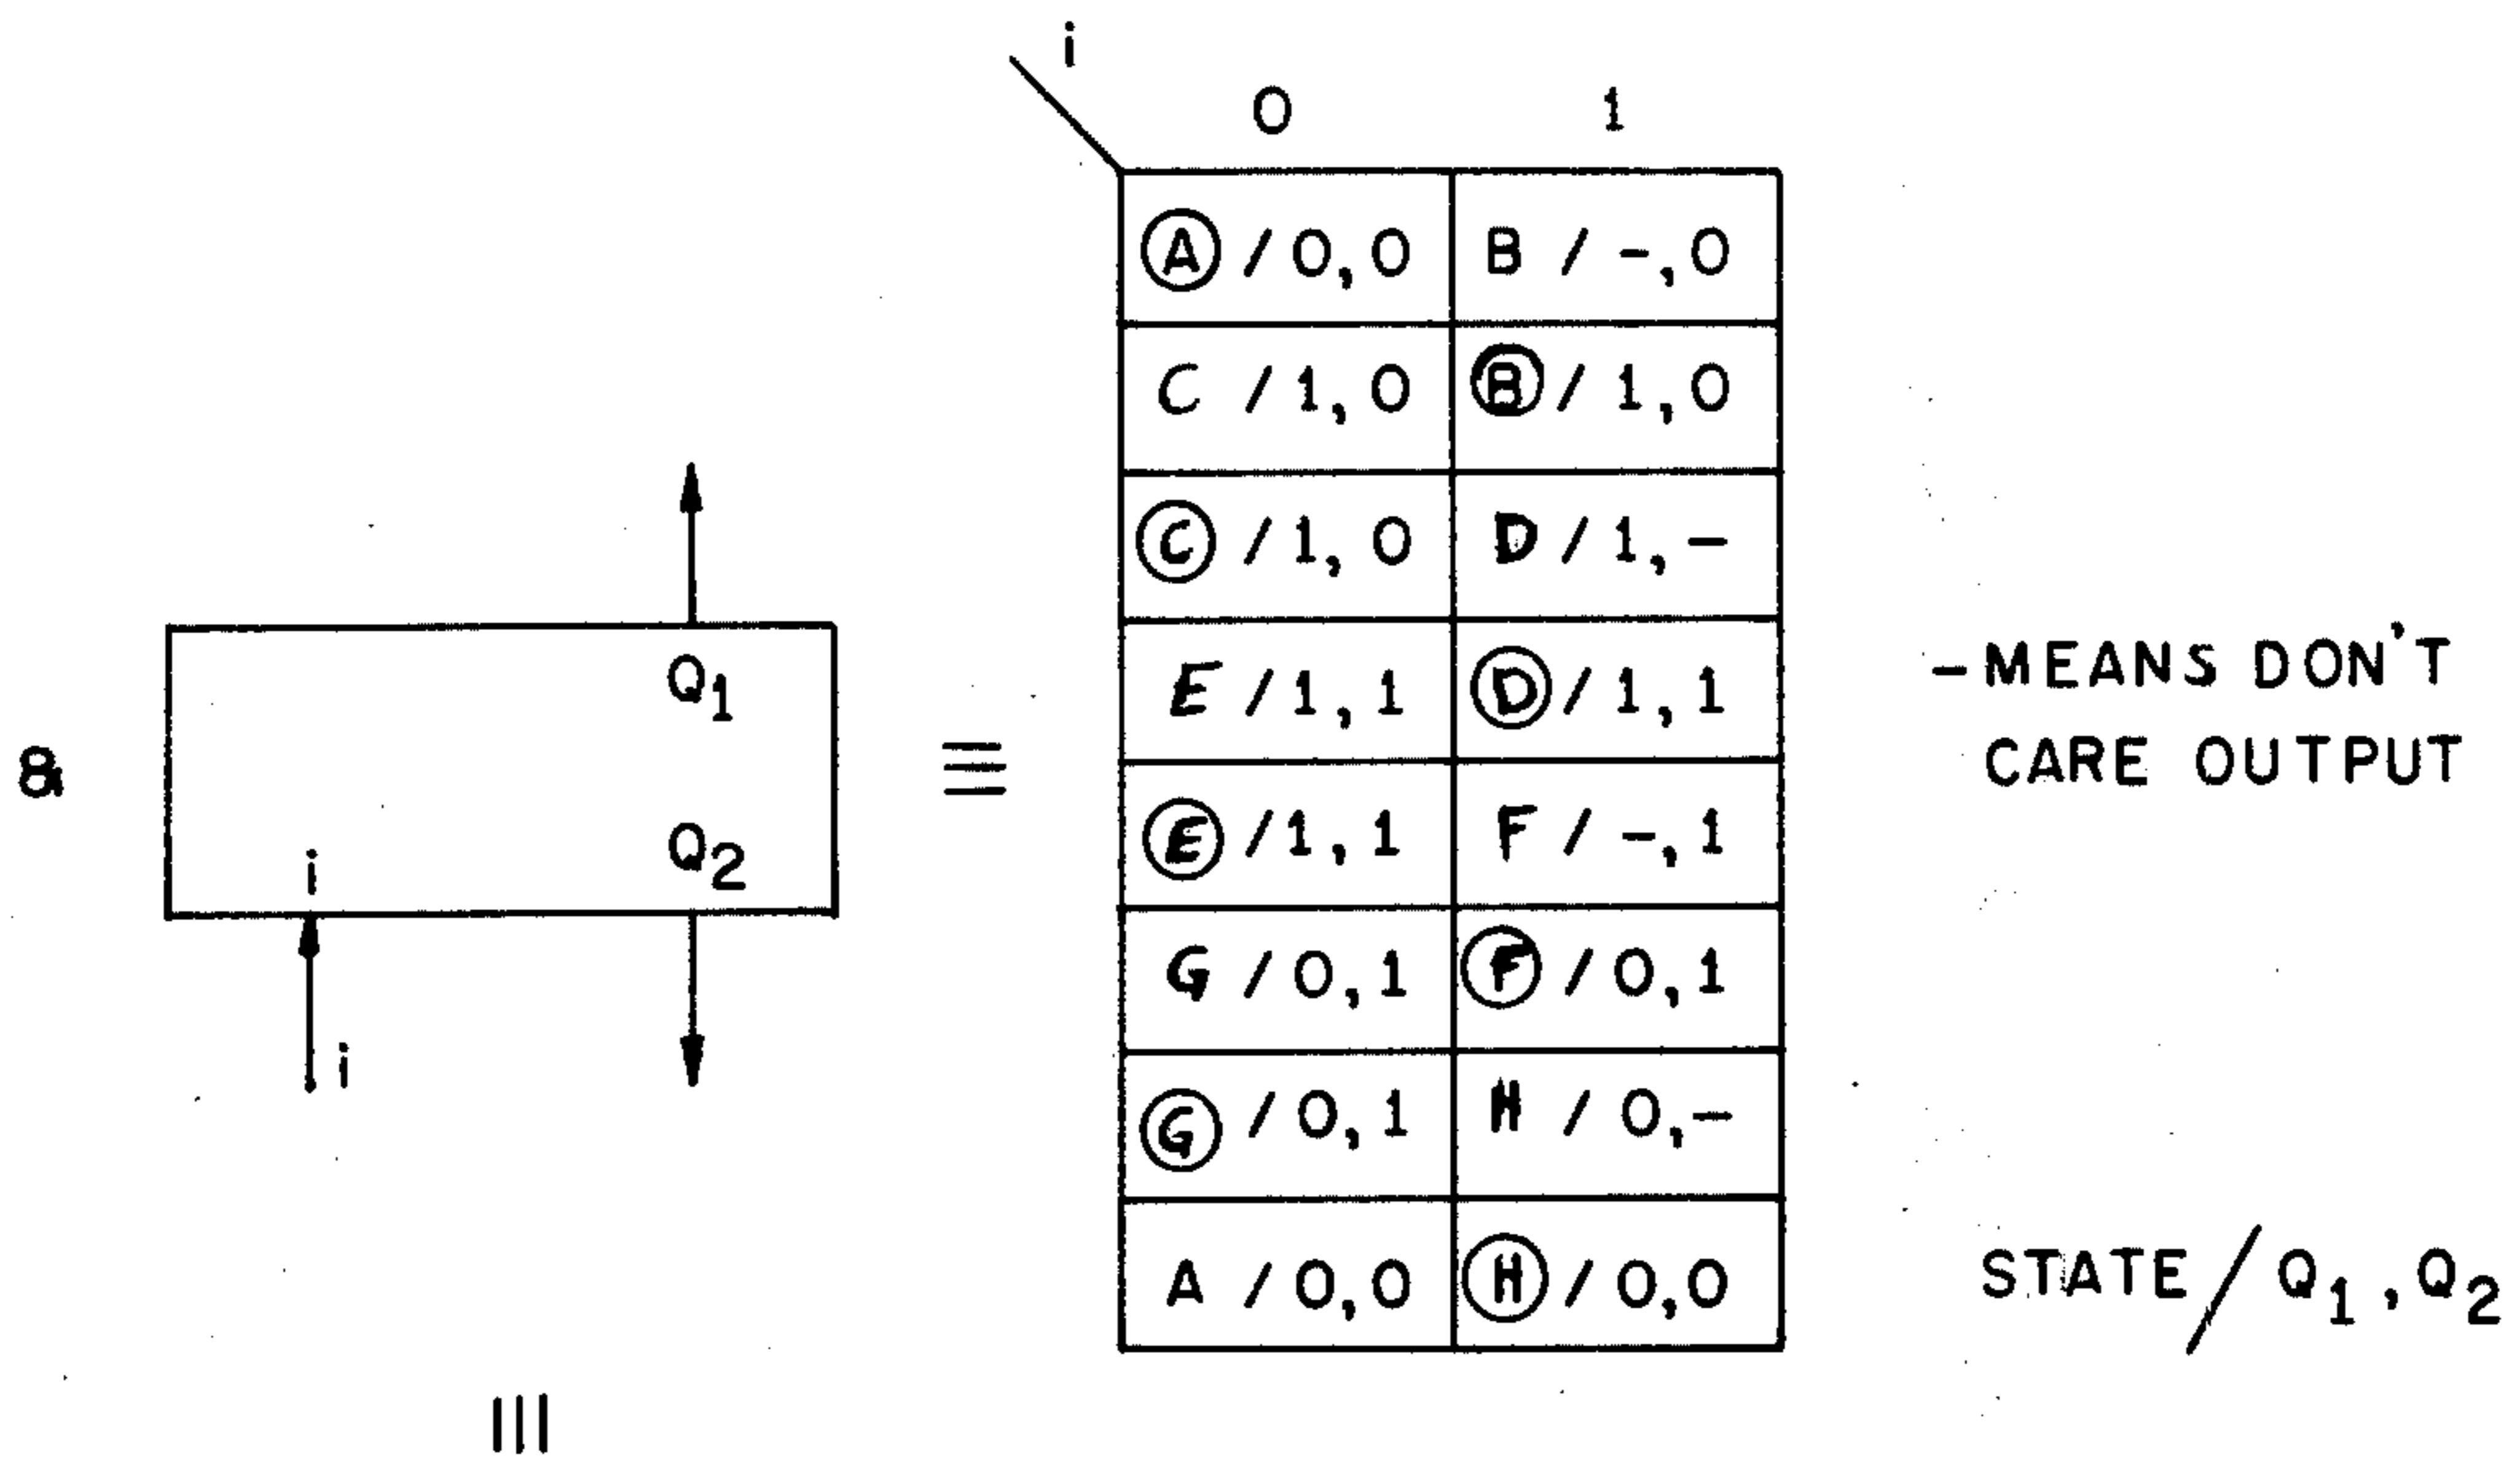 i
0 1
A / 0,0 B / -,0
C / 1,0 B / 1,0
C / 1,0 D / 1,-
E / 1,1 D / 1,1
E / 1,1 F / -,1
G / 0,1 F / 0,1
G / 0,1 H / 0,-
A / 0,0 H / 0,0
8
Q1
Q2
i
i
≡
- MEANS DON'T
CARE OUTPUT
STATE / Q1, Q2
≡